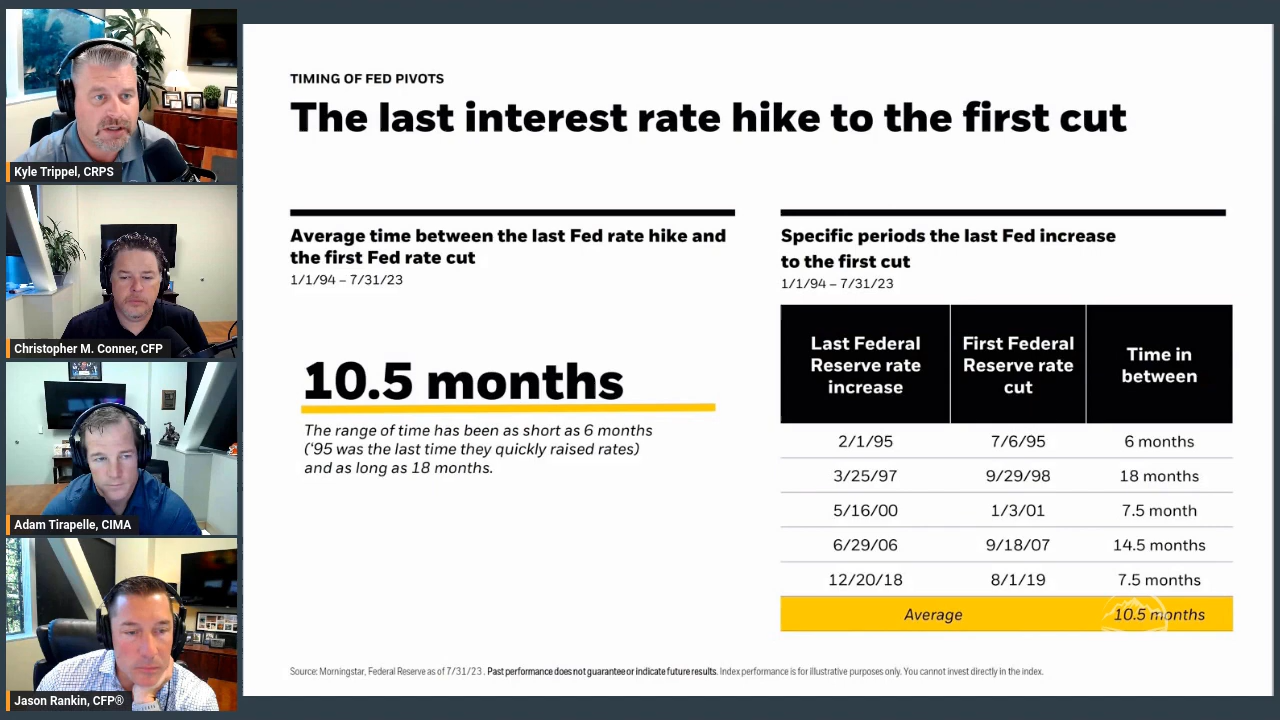 Kyle Trippel, CRPS
Christopher M. Conner, CFP
Adam Tirapelle, CIMA
Jason Rankin, CFP®
TIMING OF FED PIVOTS
The last interest rate hike to the first cut
Average time between the last Fed rate hike and
the first Fed rate cut
1/1/94 – 7/31/23
10.5 months
The range of time has been as short as 6 months
(‘95 was the last time they quickly raised rates)
and as long as 18 months.
Specific periods the last Fed increase
to the first cut
1/1/94 – 7/31/23
Last Federal Reserve rate increase
First Federal Reserve rate cut
Time in between
2/1/95 7/6/95 6 months
3/25/97 9/29/98 18 months
5/16/00 1/3/01 7.5 month
6/29/06 9/18/07 14.5 months
12/20/18 8/1/19 7.5 months
Average 10.5 months
Source: Morningstar, Federal Reserve as of 7/31/23 . Past performance does not guarantee or indicate future results. Index performance is for illustrative purposes only. You cannot invest directly in the index.